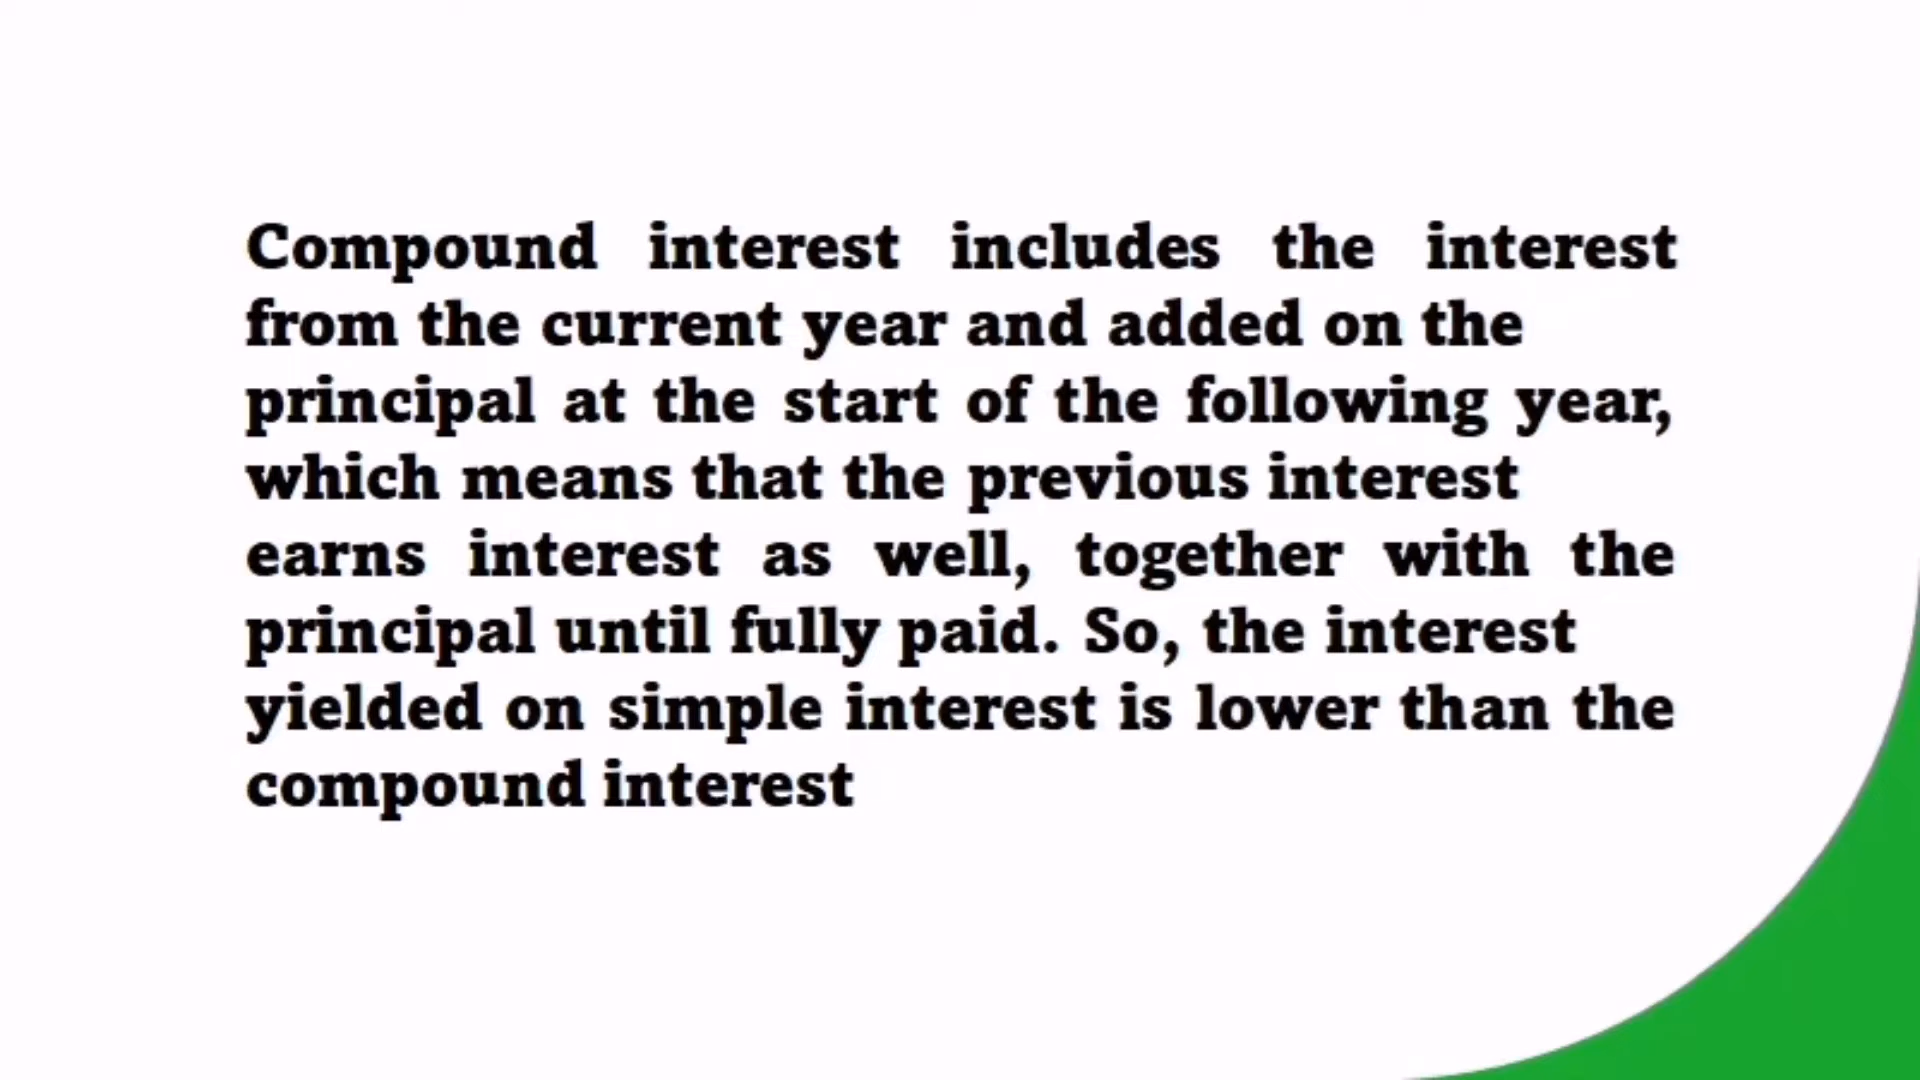 Compound interest includes the interest
from the current year and added on the
principal at the start of the following year,
which means that the previous interest
earns interest as well, together with the
principal until fully paid. So, the interest
yielded on simple interest is lower than the
compound interest